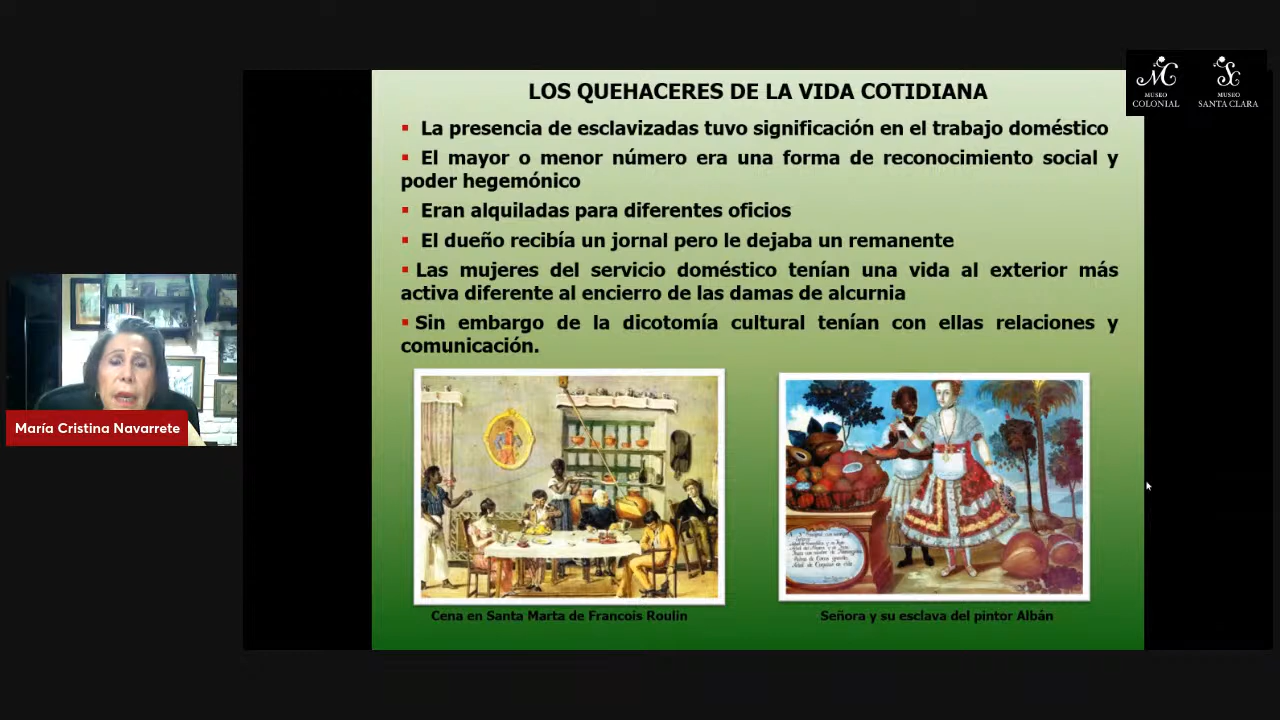 LOS QUEHACERES DE LA VIDA COTIDIANA
MUSEO
COLONIAL
MUSEO
SANTA CLARA
La presencia de esclavizadas tuvo significación en el trabajo doméstico
El mayor o menor número era una forma de reconocimiento social y
poder hegemónico
Eran alquiladas para diferentes oficios
El dueño recibía un jornal pero le dejaba un remanente
Las mujeres del servicio doméstico tenían una vida al exterior más
activa diferente al encierro de las damas de alcurnia
Sin embargo de la dicotomía cultural tenían con ellas relaciones y
comunicación.
María Cristina Navarrete
Cena en Santa Marta de Francois Roulin
Señora y su esclava del pintor Albán